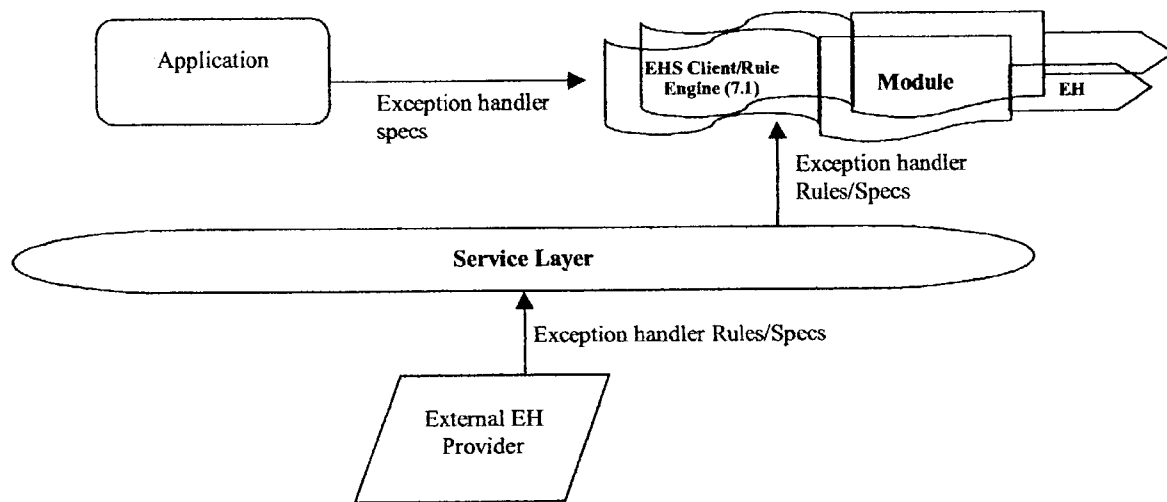 Application
Exception handler
specs
EHS Client/Rule
Engine (7.1)
Module
EH
Exception handler
Rules/Specs
Service Layer
Exception handler Rules/Specs
External EH
Provider